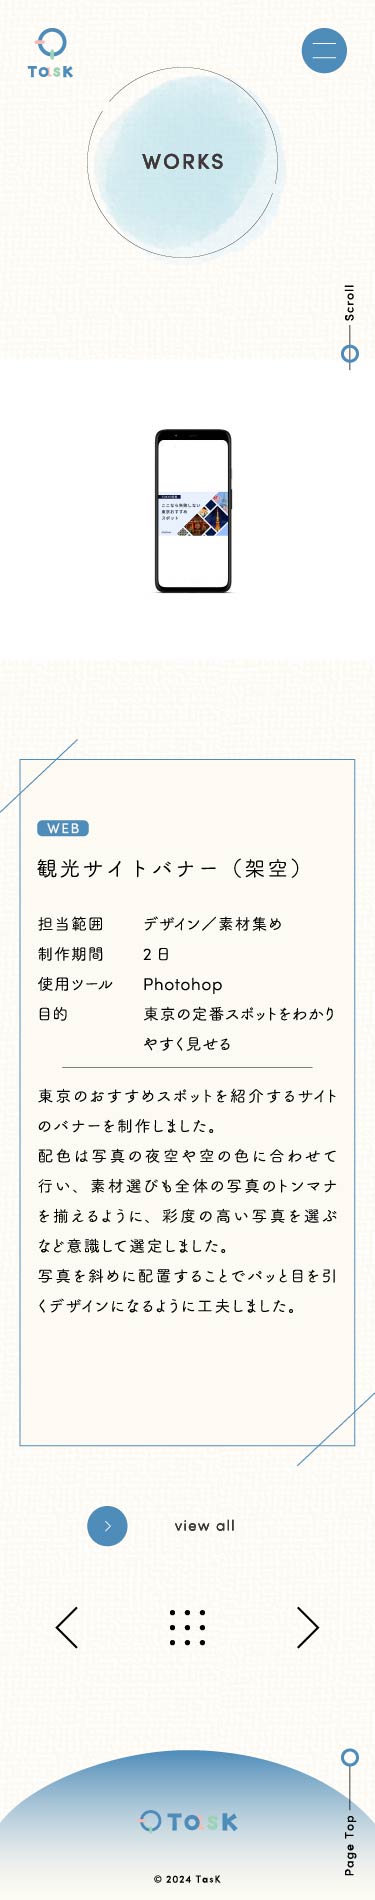 TasK
WORKS
Scroll
ここなら失敗しない
東京おすすめ
スポット
WEB
観光サイトバナー（架空）
担当範囲 デザイン／素材集め
制作期間 2 日
使用ツール Photohop
目的 東京の定番スポットをわかり
やすく見せる
東京のおすすめスポットを紹介するサイト
のバナーを制作しました。
配色は写真の夜空や空の色に合わせて
行い、素材選びも全体の写真のトンマナ
を揃えるように、彩度の高い写真を選ぶ
など意識して選定しました。
写真を斜めに配置することでパッと目を引
くデザインになるように工夫しました。
view all
TasK
Page Top
© 2024 TasK